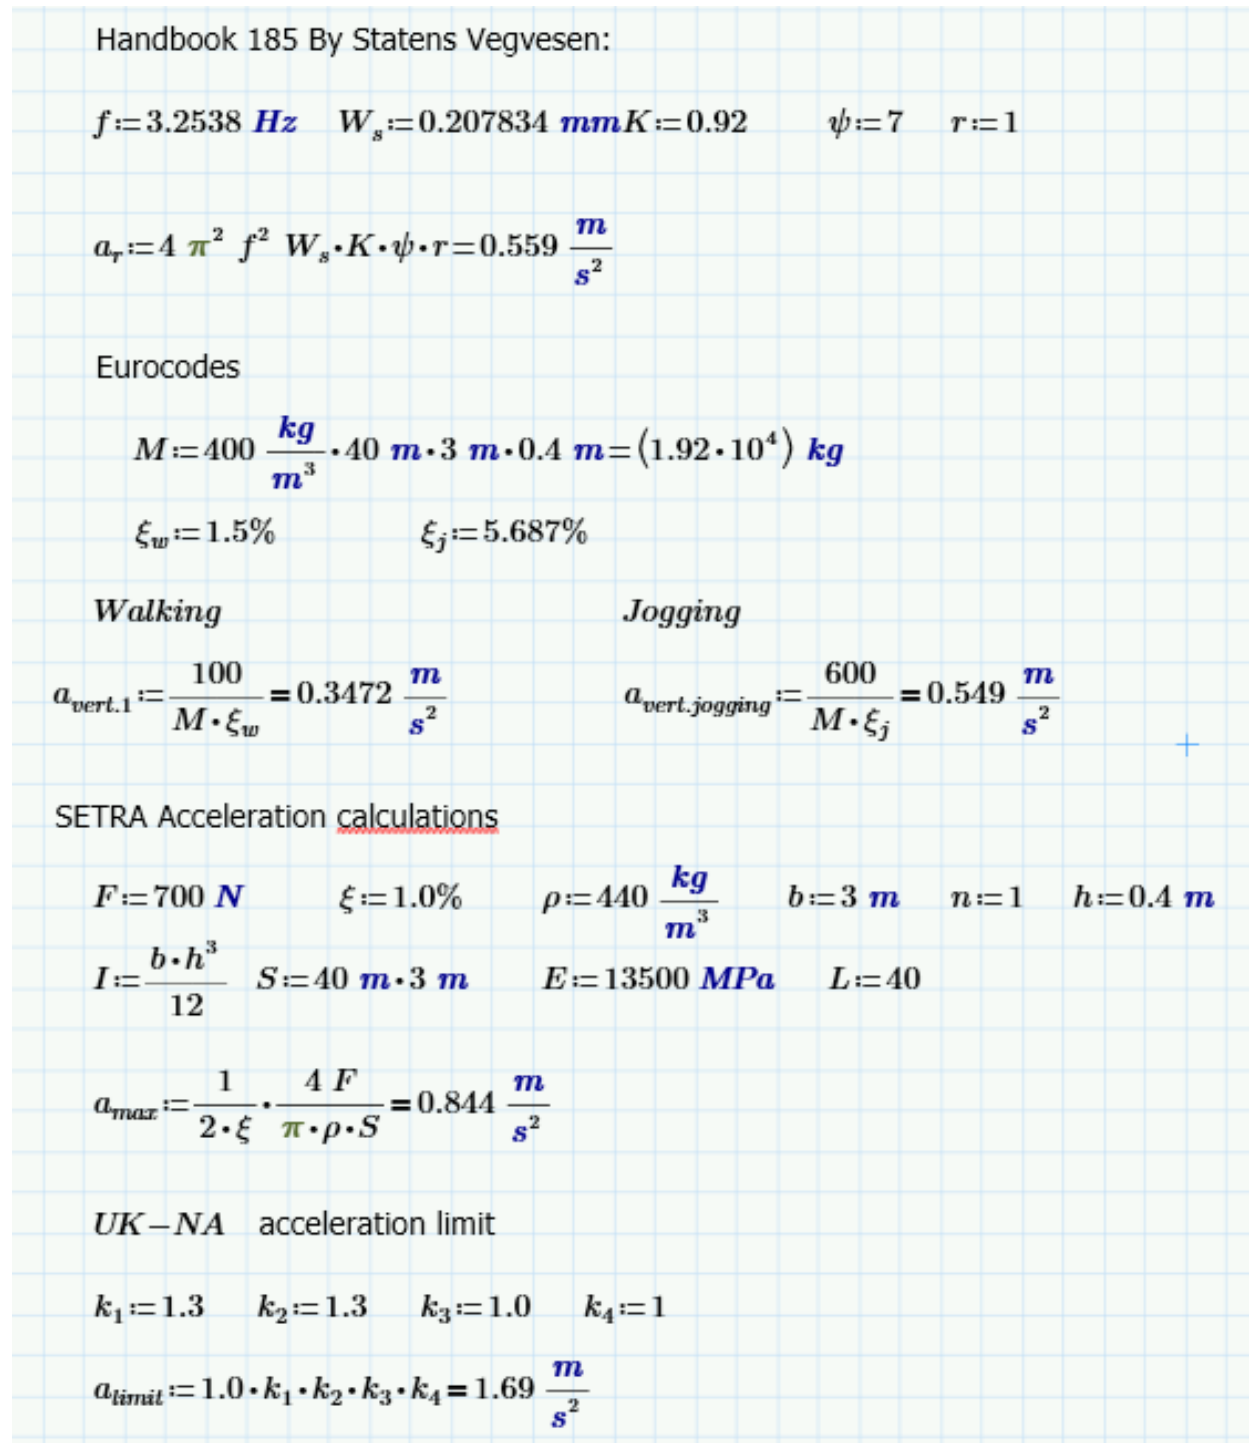 Handbook 185 By Statens Vegvesen:
f:=3.2538 Hz W_s:=0.207834 mm K:=0.92 ψ:=7 r:=1
a_r:=4 π² f² W_s·K·ψ·r=0.559 m/s²
Eurocodes
M:=400 kg/m³·40 m·3 m·0.4 m=(1.92·10⁴) kg
ξ_w:=1.5% ξ_j:=5.687%
Walking Jogging
a_vert.1:=100/(M·ξ_w)=0.3472 m/s² a_vert.jogging:=600/(M·ξ_j)=0.549 m/s²
SETRA Acceleration calculations
F:=700 N ξ:=1.0% ρ:=440 kg/m³ b:=3 m n:=1 h:=0.4 m
I:=b·h³/12 S:=40 m·3 m E:=13500 MPa L:=40
a_max:=1/(2·ξ)·4 F/(π·ρ·S)=0.844 m/s²
UK−NA acceleration limit
k₁:=1.3 k₂:=1.3 k₃:=1.0 k₄:=1
a_limit:=1.0·k₁·k₂·k₃·k₄=1.69 m/s²